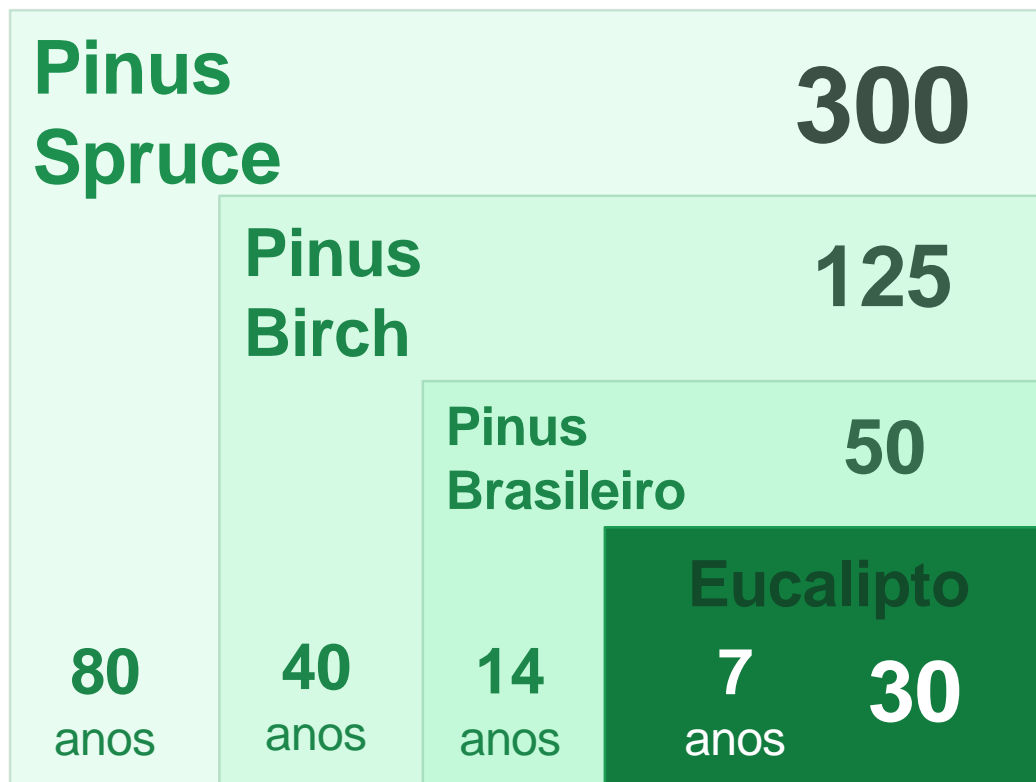 Pinus
Spruce
300
Pinus
Birch
125
Pinus
Brasileiro
50
Eucalipto
80
anos
40
anos
14
anos
7
anos
30